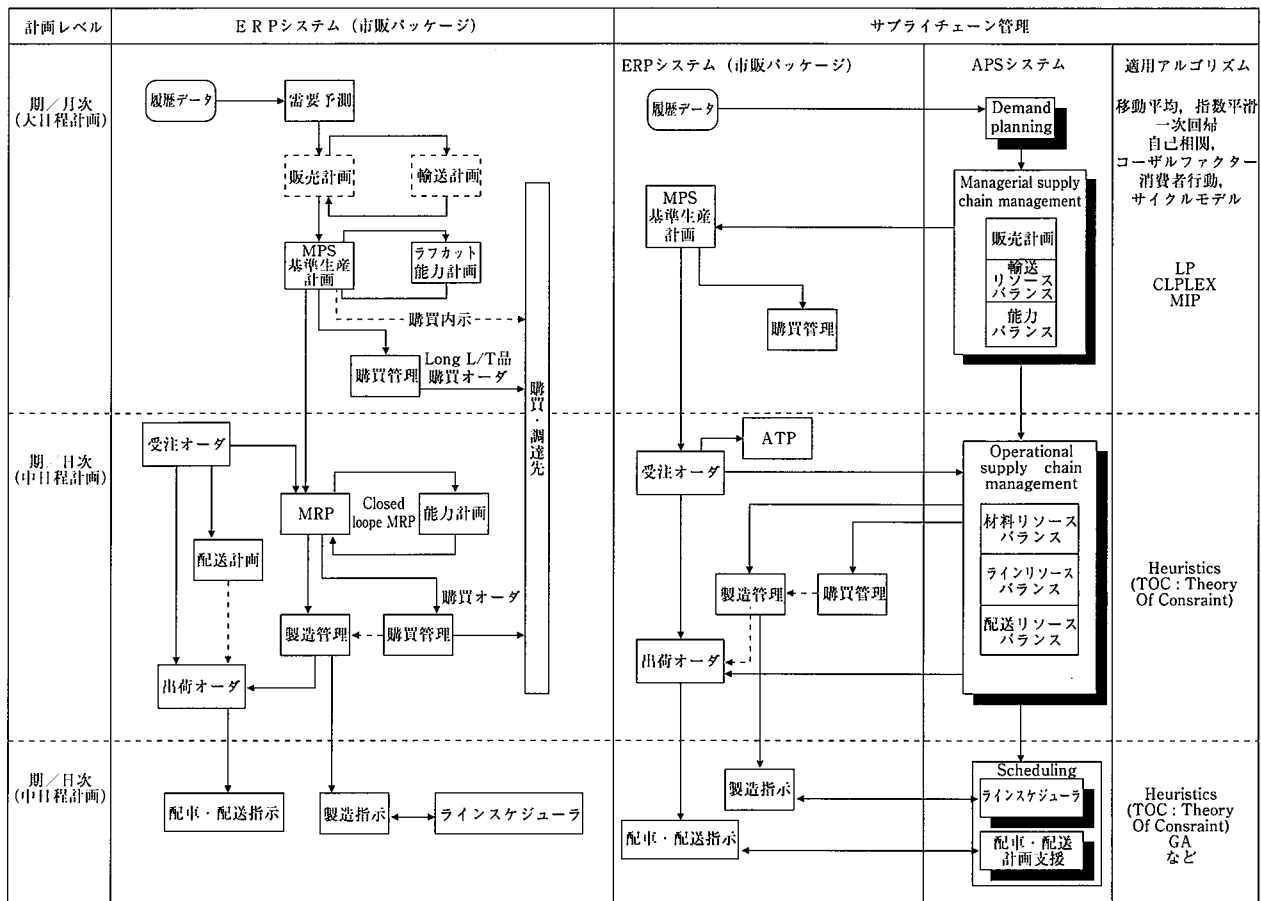 計画レベル
ERPシステム（市販パッケージ）
サプライチェーン管理
ERPシステム（市販パッケージ）
APSシステム
適用アルゴリズム
期／月次
(大日程計画)
履歴データ
需要予測
販売計画
輸送計画
MPS
基準生産
計画
ラフカット
能力計画
購買内示
購買管理
Long L/T品
購買オーダ
購買・調達先
履歴データ
MPS
基準生産
計画
購買管理
Demand
planning
Managerial supply
chain management
販売計画
輸送
リソース
バランス
能力
バランス
移動平均，指数平滑
一次回帰
自己相関，
コーザルファクター
消費者行動，
サイクルモデル
LP
CLPLEX
MIP
期／日次
(中日程計画)
受注オーダ
MRP
Closed
loope MRP
能力計画
配送計画
購買オーダ
製造管理
購買管理
出荷オーダ
ATP
受注オーダ
製造管理
購買管理
出荷オーダ
Operational
supply chain
management
材料リソース
バランス
ラインリソース
バランス
配送リソース
バランス
Heuristics
(TOC：Theory
Of Consraint)
期／日次
(中日程計画)
配車・配送指示
製造指示
ラインスケジューラ
製造指示
配車・配送指示
Scheduling
ラインスケジューラ
配車・配送
計画支援
Heuristics
(TOC：Theory
Of Consraint)
GA
など